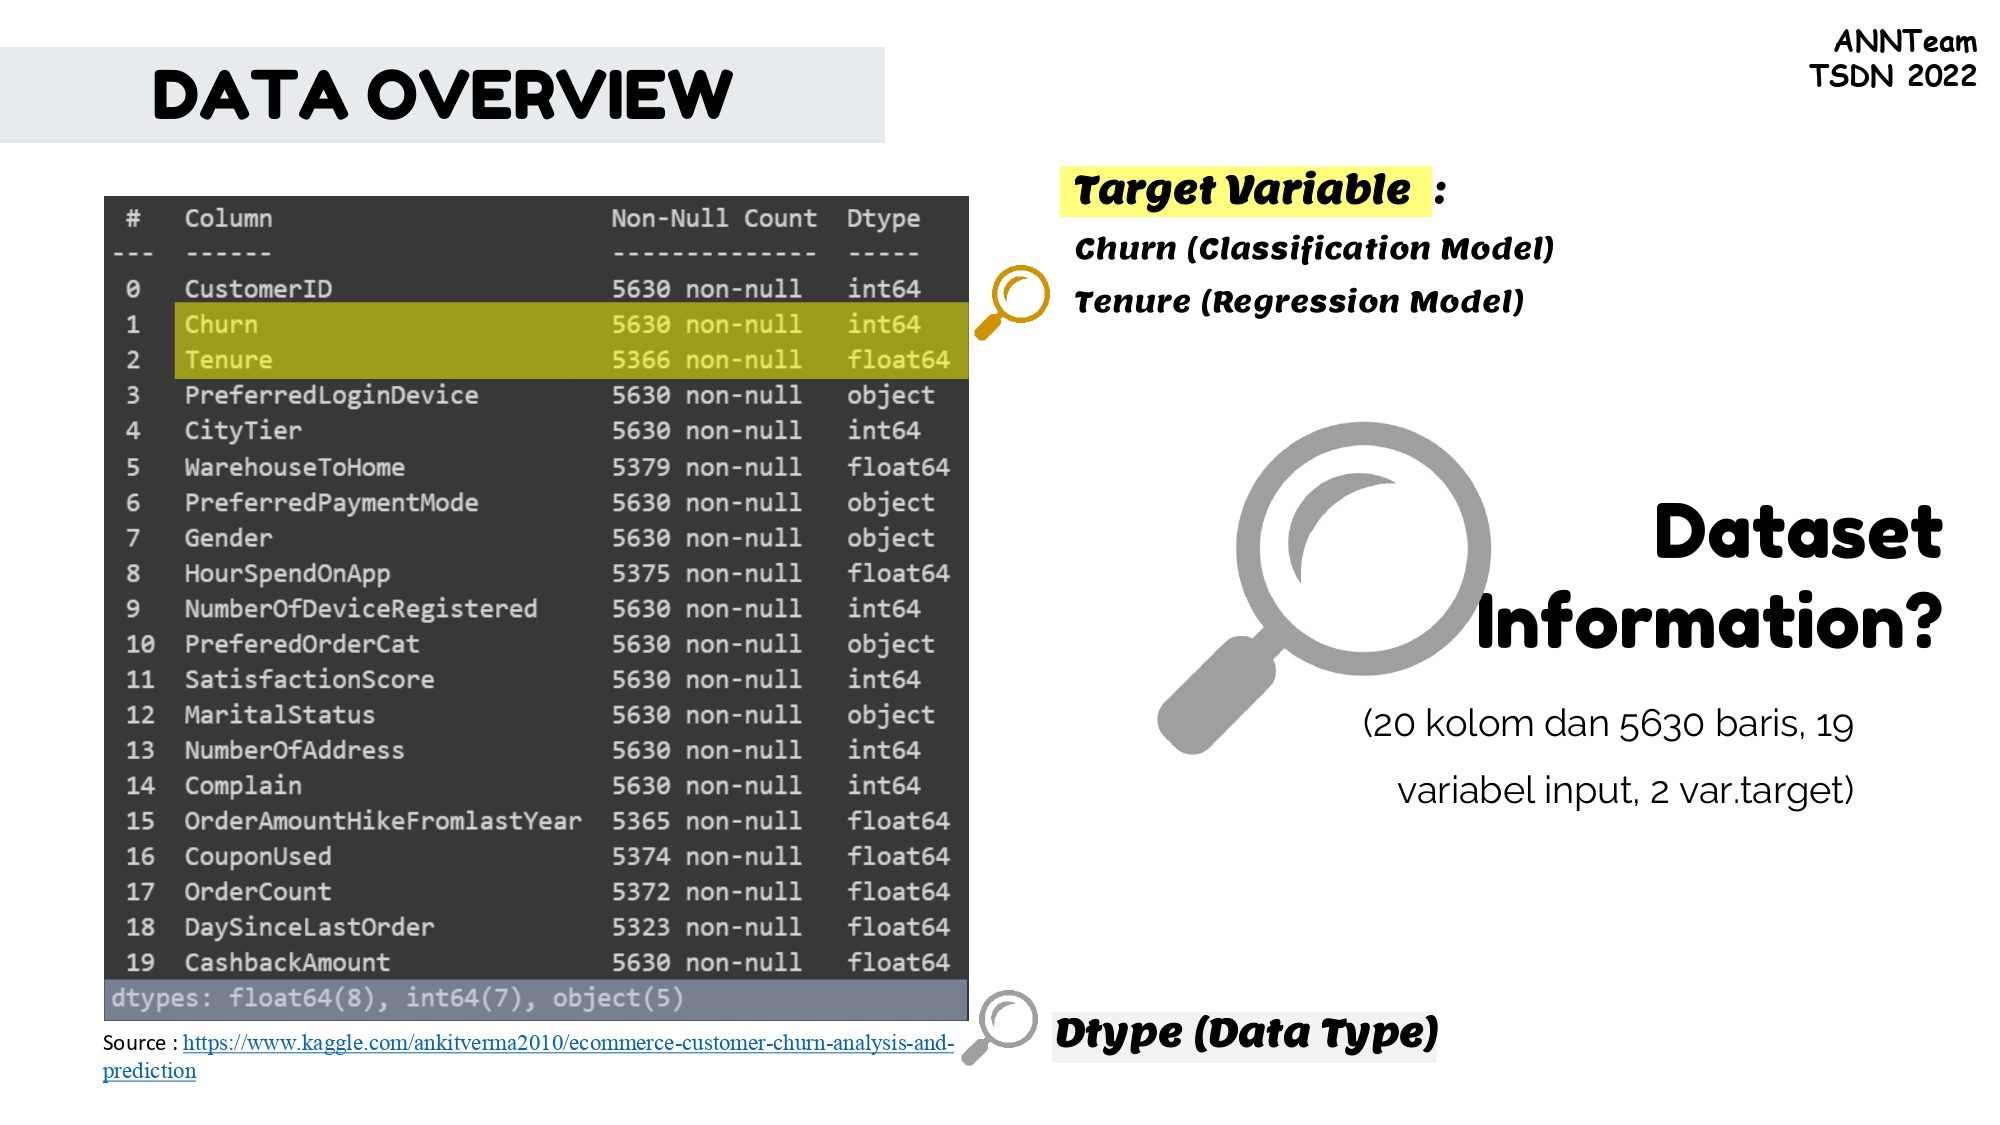 ANNTeam
TSDN 2022
DATA OVERVIEW
# Column Non-Null Count Dtype
--- ------ -------------- -----
0 CustomerID 5630 non-null int64
1 Churn 5630 non-null int64
2 Tenure 5366 non-null float64
3 PreferredLoginDevice 5630 non-null object
4 CityTier 5630 non-null int64
5 WarehouseToHome 5379 non-null float64
6 PreferredPaymentMode 5630 non-null object
7 Gender 5630 non-null object
8 HourSpendOnApp 5375 non-null float64
9 NumberOfDeviceRegistered 5630 non-null int64
10 PreferedOrderCat 5630 non-null object
11 SatisfactionScore 5630 non-null int64
12 MaritalStatus 5630 non-null object
13 NumberOfAddress 5630 non-null int64
14 Complain 5630 non-null int64
15 OrderAmountHikeFromlastYear 5365 non-null float64
16 CouponUsed 5374 non-null float64
17 OrderCount 5372 non-null float64
18 DaySinceLastOrder 5323 non-null float64
19 CashbackAmount 5630 non-null float64
dtypes: float64(8), int64(7), object(5)
Source : https://www.kaggle.com/ankitverma2010/ecommerce-customer-churn-analysis-and-
prediction
Target Variable :
Churn (Classification Model)
Tenure (Regression Model)
Dataset
Information?
(20 kolom dan 5630 baris, 19
variabel input, 2 var.target)
Dtype (Data Type)